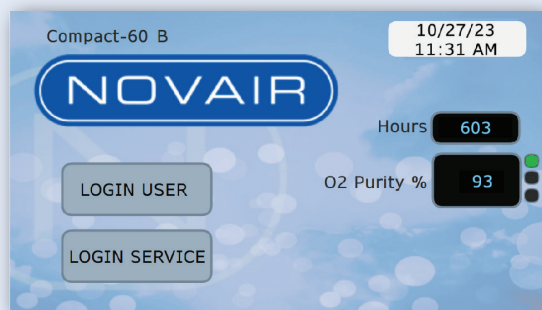 Compact-60 B
10/27/23
11:31 AM
NOVAIR
Hours 603
O2 Purity % 93
LOGIN USER
LOGIN SERVICE